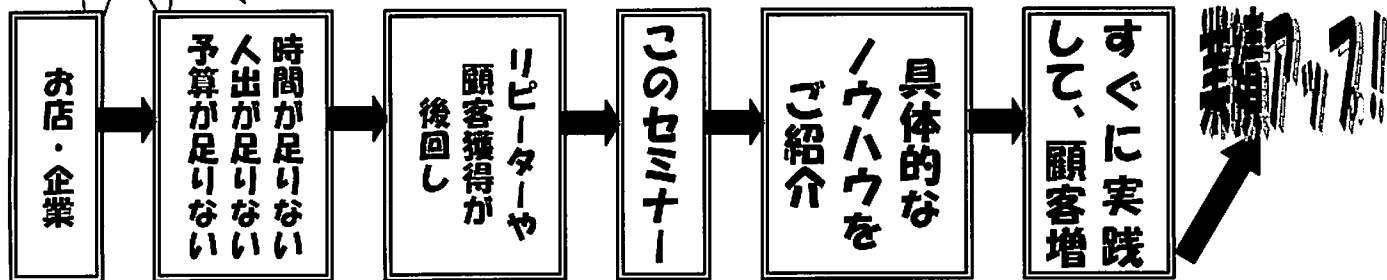 お店・企業
時間が足りない
人出が足りない
予算が足りない
リピーターや
顧客獲得が
後回し
このセミナー
具体的な
ノウハウを
ご紹介
すぐに実践
して、顧客増
業績アップ!!